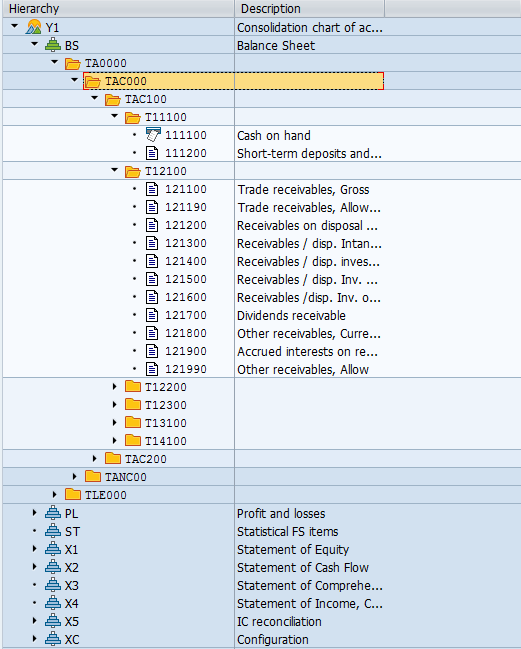 Hierarchy Description
Y1 Consolidation chart of ac...
BS Balance Sheet
TA0000
TAC000
TAC100
T11100
111100 Cash on hand
111200 Short-term deposits and...
T12100
121100 Trade receivables, Gross
121190 Trade receivables, Allow...
121200 Receivables on disposal ...
121300 Receivables / disp. Intan...
121400 Receivables / disp. inves...
121500 Receivables / disp. Inv. ...
121600 Receivables /disp. Inv. o...
121700 Dividends receivable
121800 Other receivables, Curre...
121900 Accrued interests on re...
121990 Other receivables, Allow
T12200
T12300
T13100
T14100
TAC200
TANC00
TLE000
PL Profit and losses
ST Statistical FS items
X1 Statement of Equity
X2 Statement of Cash Flow
X3 Statement of Comprehe...
X4 Statement of Income, C...
X5 IC reconciliation
XC Configuration